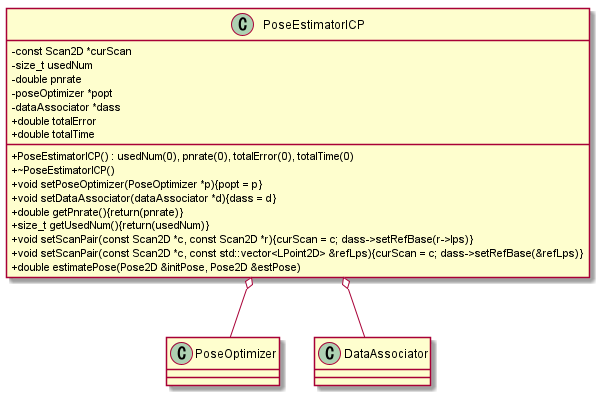 C PoseEstimatorICP
-const Scan2D *curScan
-size_t usedNum
-double pnrate
-poseOptimizer *popt
-dataAssociator *dass
+double totalError
+double totalTime
+PoseEstimatorICP() : usedNum(0), pnrate(0), totalError(0), totalTime(0)
+~PoseEstimatorICP()
+void setPoseOptimizer(PoseOptimizer *p){popt = p}
+void setDataAssociator(dataAssociator *d){dass = d}
+double getPnrate(){return(pnrate)}
+size_t getUsedNum(){return(usedNum)}
+void setScanPair(const Scan2D *c, const Scan2D *r){curScan = c; dass->setRefBase(r->lps)}
+void setScanPair(const Scan2D *c, const std::vector<LPoint2D> &refLps){curScan = c; dass->setRefBase(&refLps)}
+double estimatePose(Pose2D &initPose, Pose2D &estPose)
C PoseOptimizer
C DataAssociator